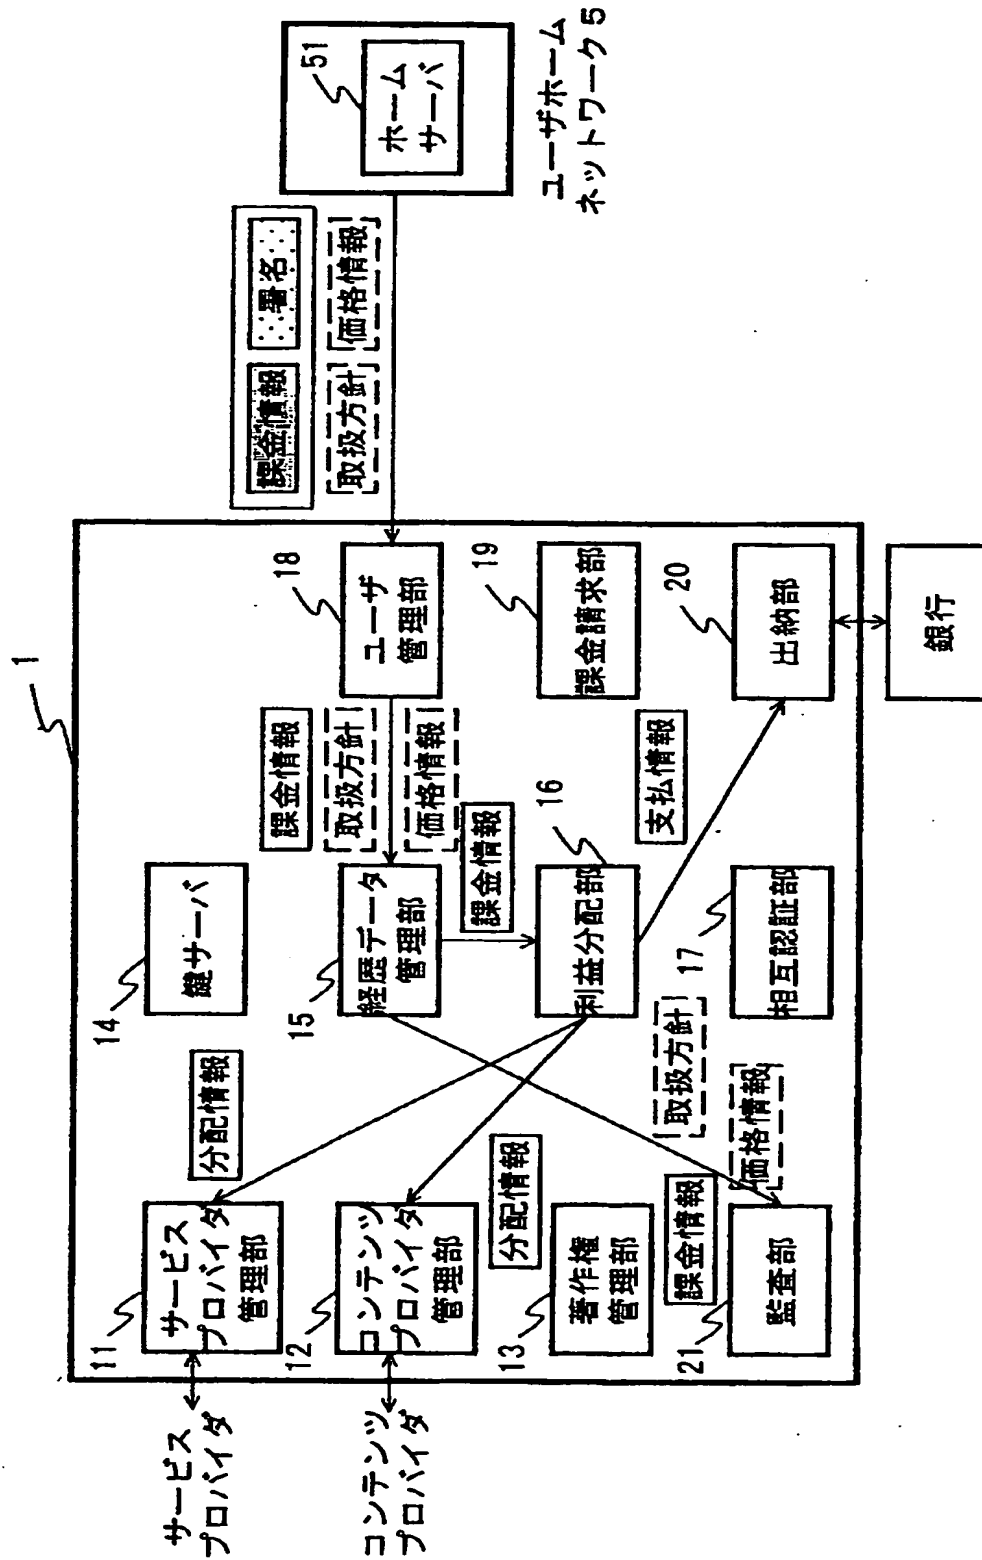 1
サービス
プロバイダ
コンテンツ
プロバイダ
11
サービス
プロバイダ
管理部
12
コンテンツ
プロバイダ
管理部
13
著作権
管理部
21
監査部
分配情報
分配情報
課金情報
取扱方針
価格情報
14
鍵サーバ
15
経歴データ
管理部
16
利益分配部
17
相互認証部
課金情報
取扱方針
価格情報
課金情報
支払情報
18
ユーザ
管理部
19
課金請求部
20
出納部
銀行
課金情報
署名
取扱方針
価格情報
51
ホーム
サーバ
ユーザホーム
ネットワーク5